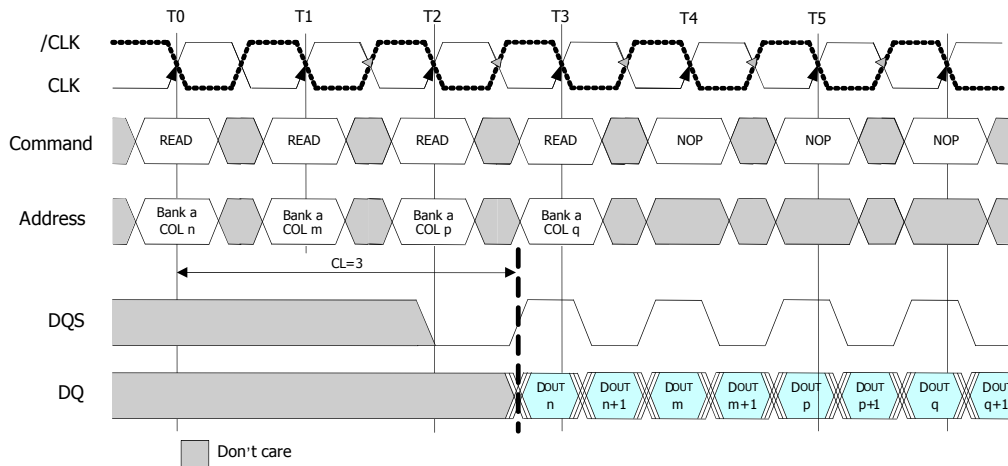 T0 T1 T2 T3 T4 T5
/CLK
CLK
Command READ READ READ READ NOP NOP NOP
Address
Bank a Bank a Bank a Bank a
COL n COL m COL p COL q
CL=3
DQS
DQ
DOUT DOUT DOUT DOUT DOUT DOUT DOUT DOUT
n n+1 m m+1 p p+1 q q+1
Don't care